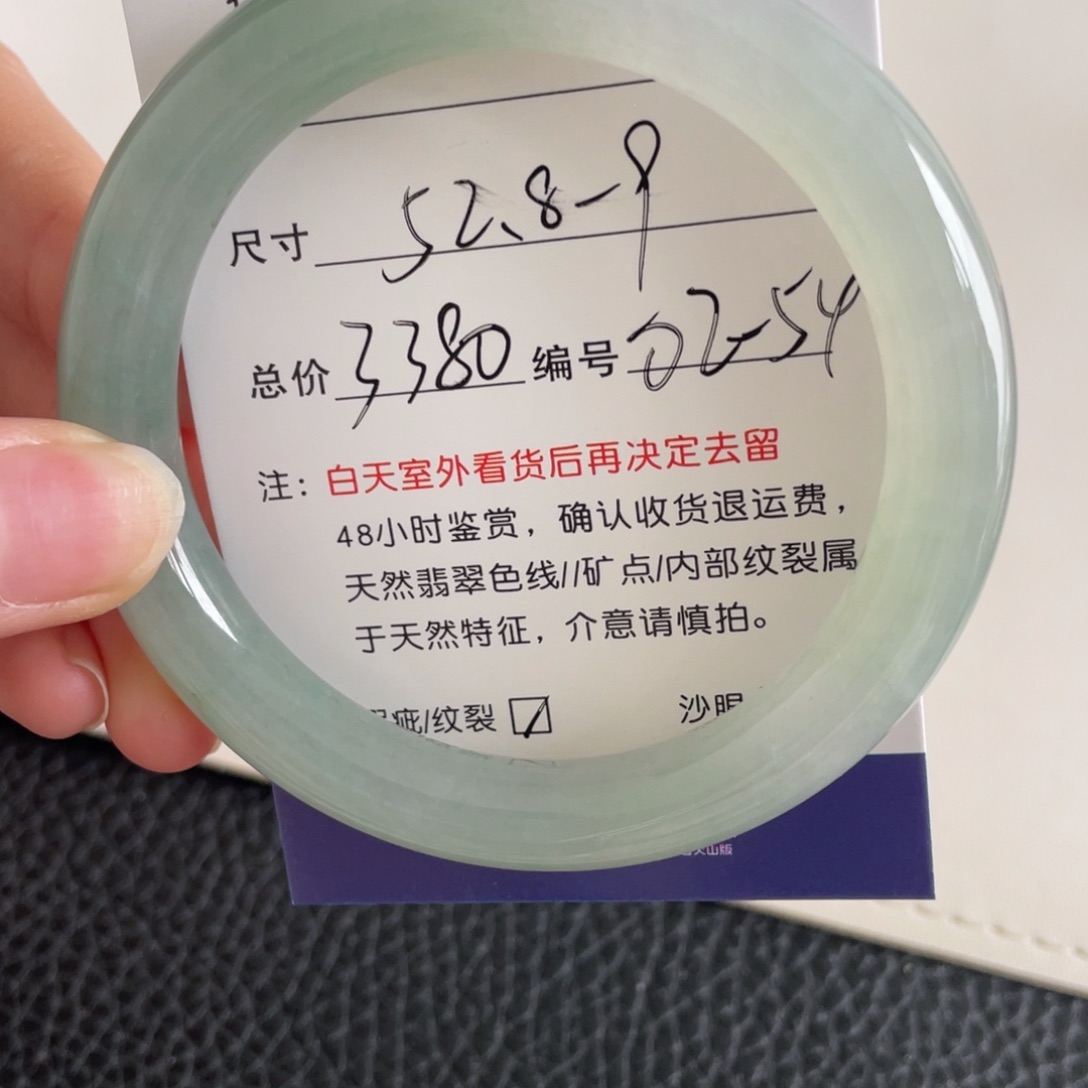 尺寸 52.8-9
总价 3380 编号 02-54
注：白天室外看货后再决定去留
48小时鉴赏，确认收货退运费，
天然翡翠色线//矿点/内部纹裂属
于天然特征，介意请慎拍。
疵/纹裂 ☑ 沙眼